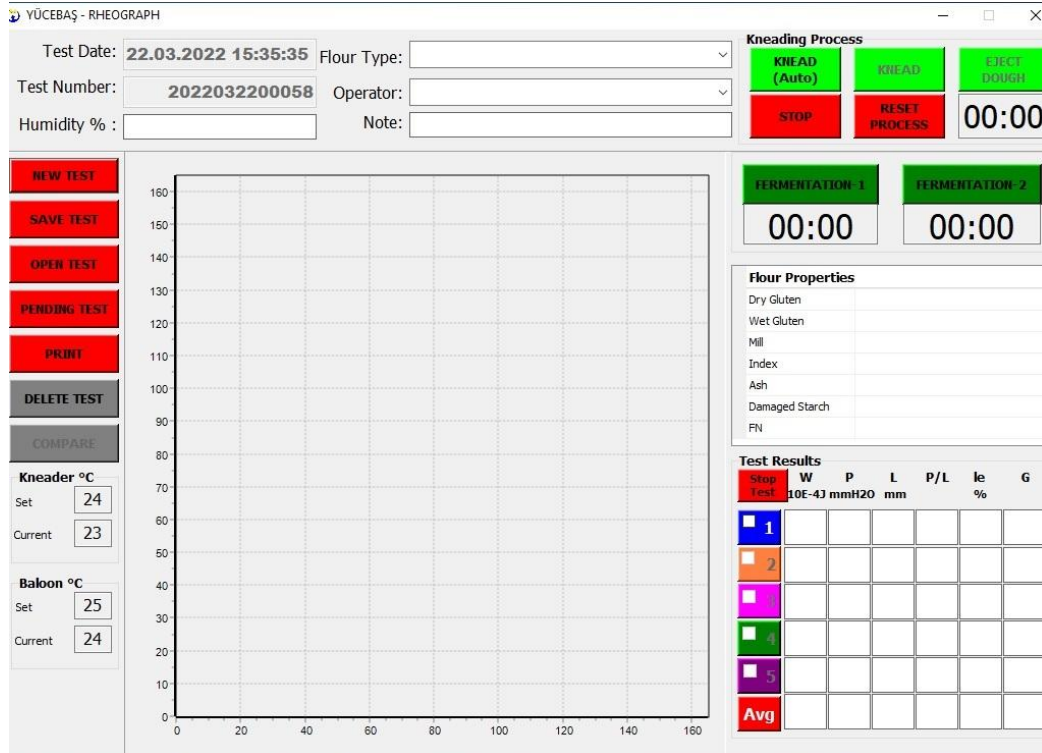 YÜCEBAŞ - RHEOGRAPH
Test Date: 22.03.2022 15:35:35
Test Number: 2022032200058
Humidity % :
Flour Type:
Operator:
Note:
Kneading Process
KNEAD (Auto)
KNEAD
EJECT DOUGH
STOP
RESET PROCESS
00:00
NEW TEST
SAVE TEST
OPEN TEST
PENDING TEST
PRINT
DELETE TEST
COMPARE
Kneader ºC
Set 24
Current 23
Baloon ºC
Set 25
Current 24
160
150
140
130
120
110
100
90
80
70
60
50
40
30
20
10
0
0 20 40 60 80 100 120 140 160
FERMENTATION-1 FERMENTATION-2
00:00 00:00
Flour Properties
Dry Gluten
Wet Gluten
Mill
Index
Ash
Damaged Starch
FN
Test Results
Stop Test
W P L P/L le G
10E-4J mmH2O mm %
1
2
3
4
5
Avg